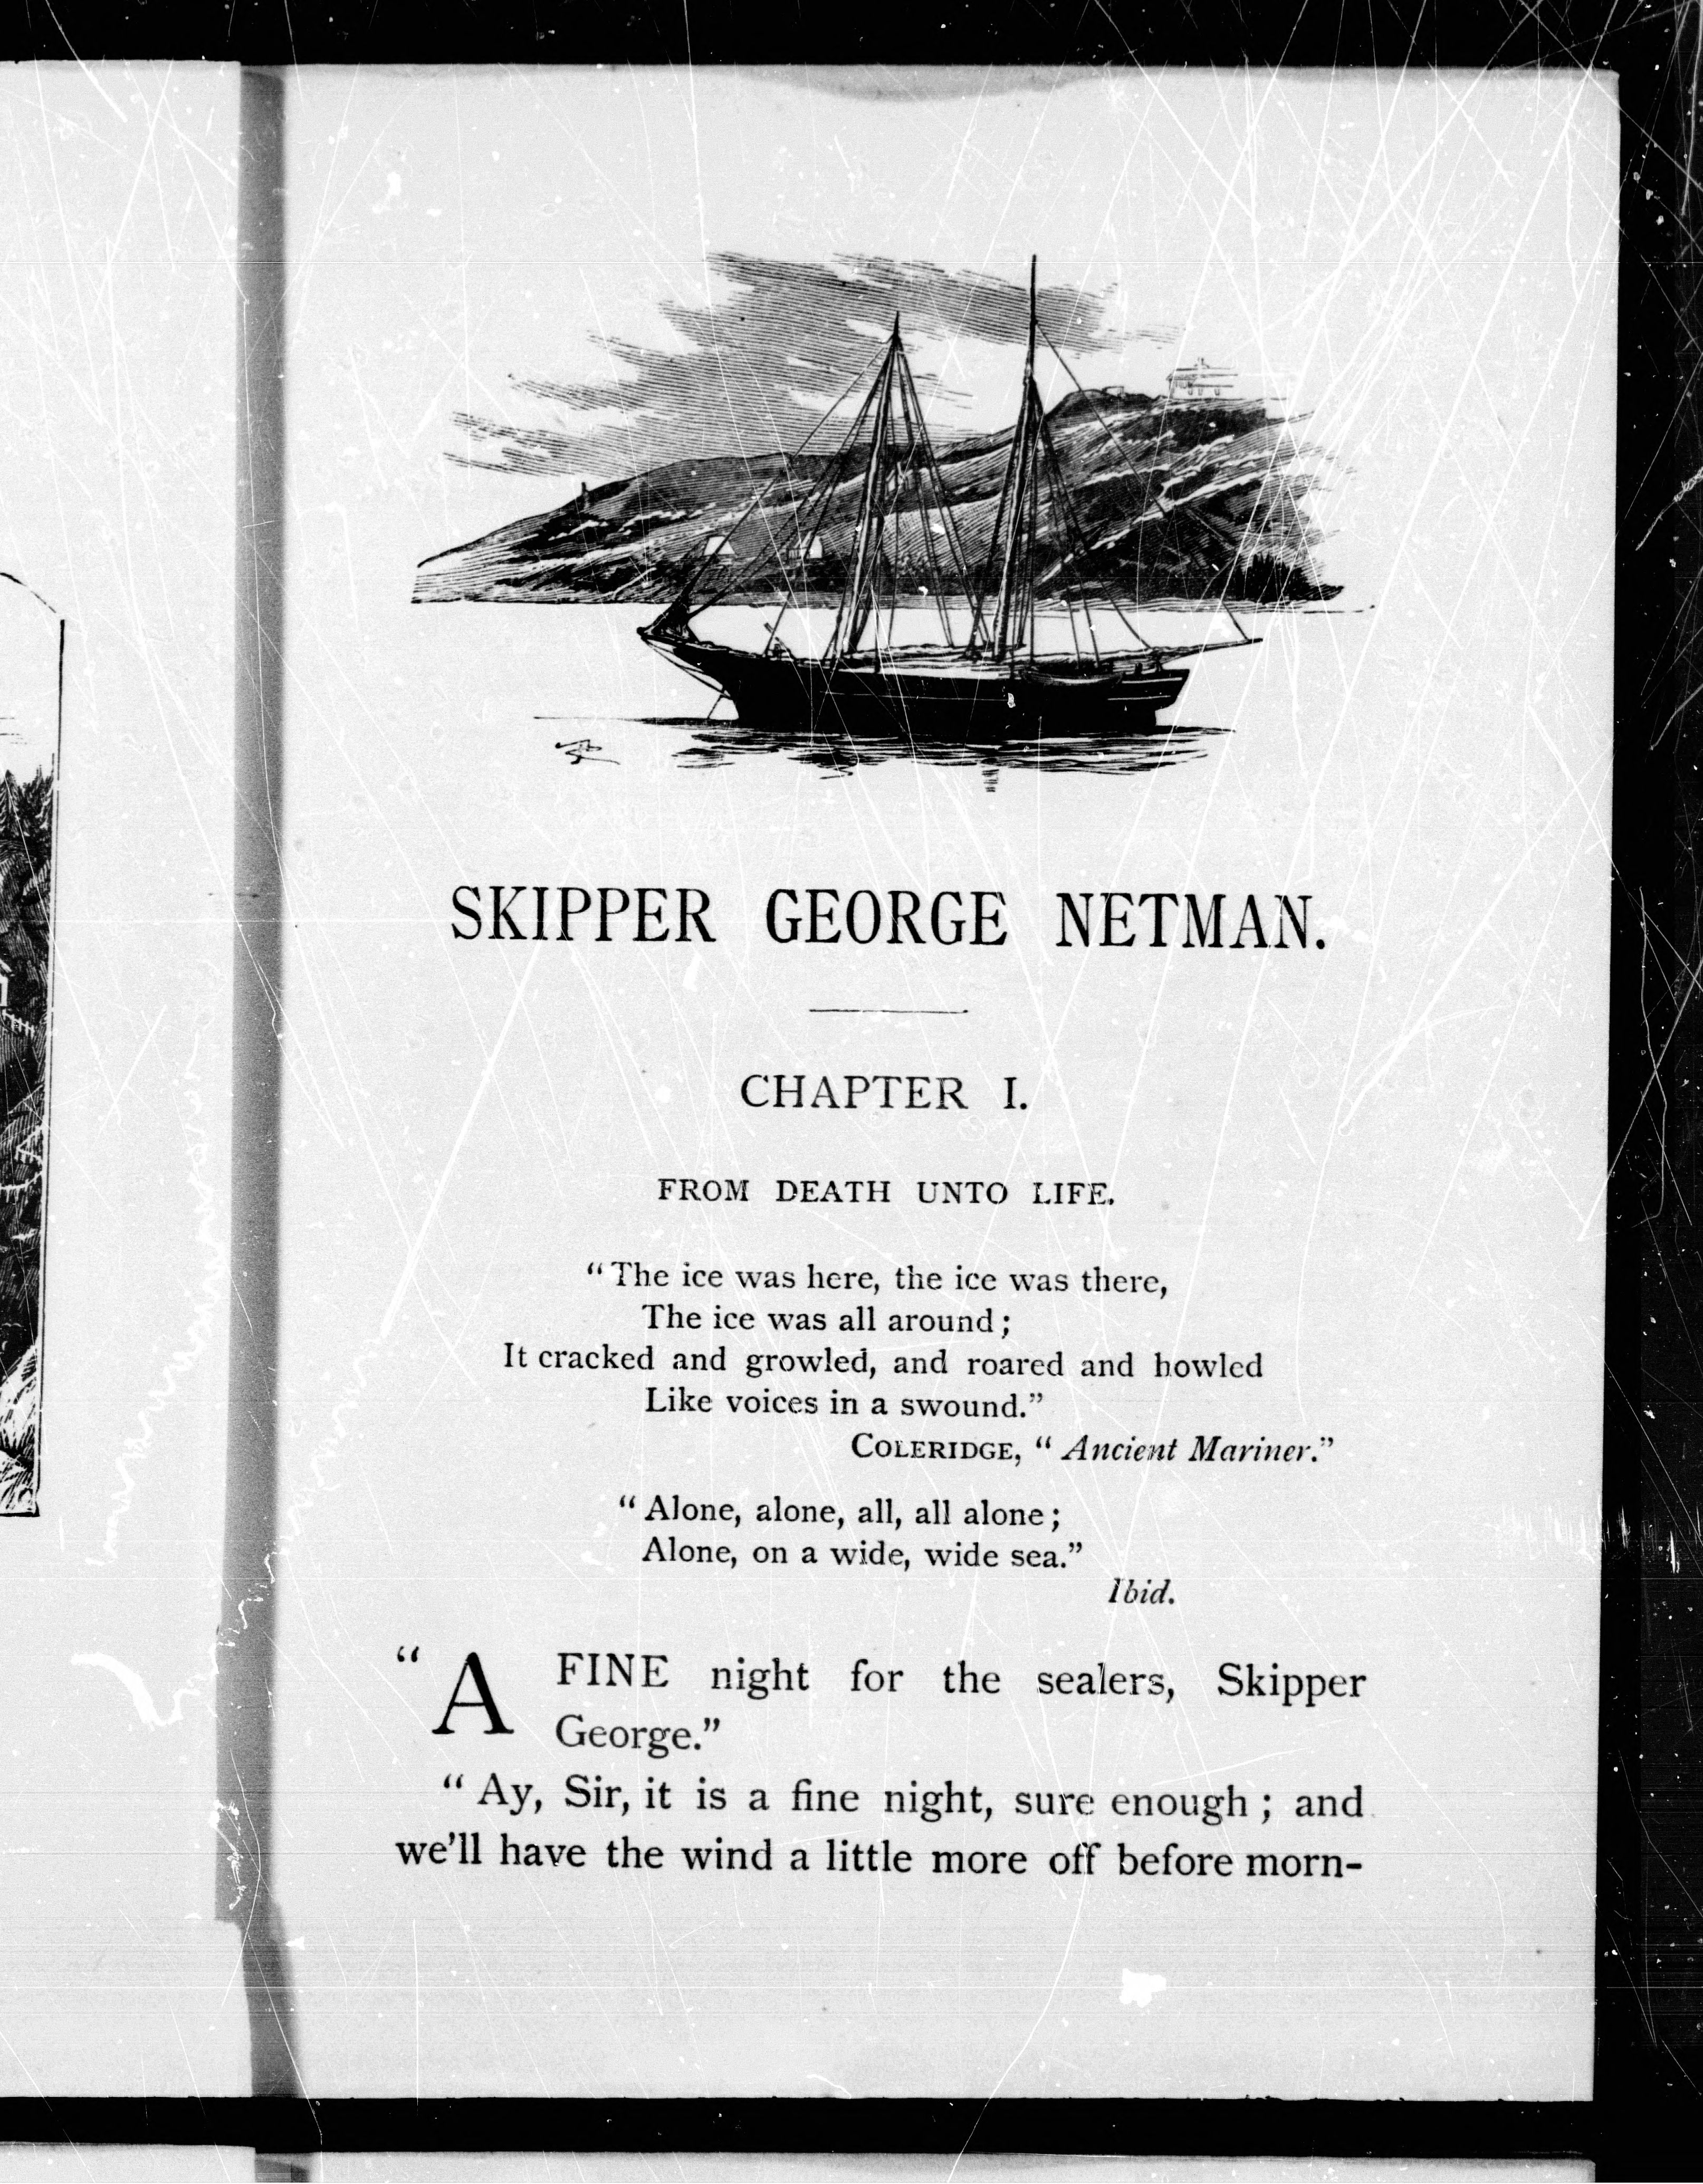 SKIPPER GEORGE NETMAN.
CHAPTER I.
FROM DEATH UNTO LIFE.
“The ice was here, the ice was there,
The ice was all around;
It cracked and growled, and roared and howled
Like voices in a swound.”
COLERIDGE, “Ancient Mariner.”
“Alone, alone, all, all alone;
Alone, on a wide, wide sea.”
Ibid.
“A FINE night for the sealers, Skipper
George.”
“Ay, Sir, it is a fine night, sure enough; and
we’ll have the wind a little more off before morn-